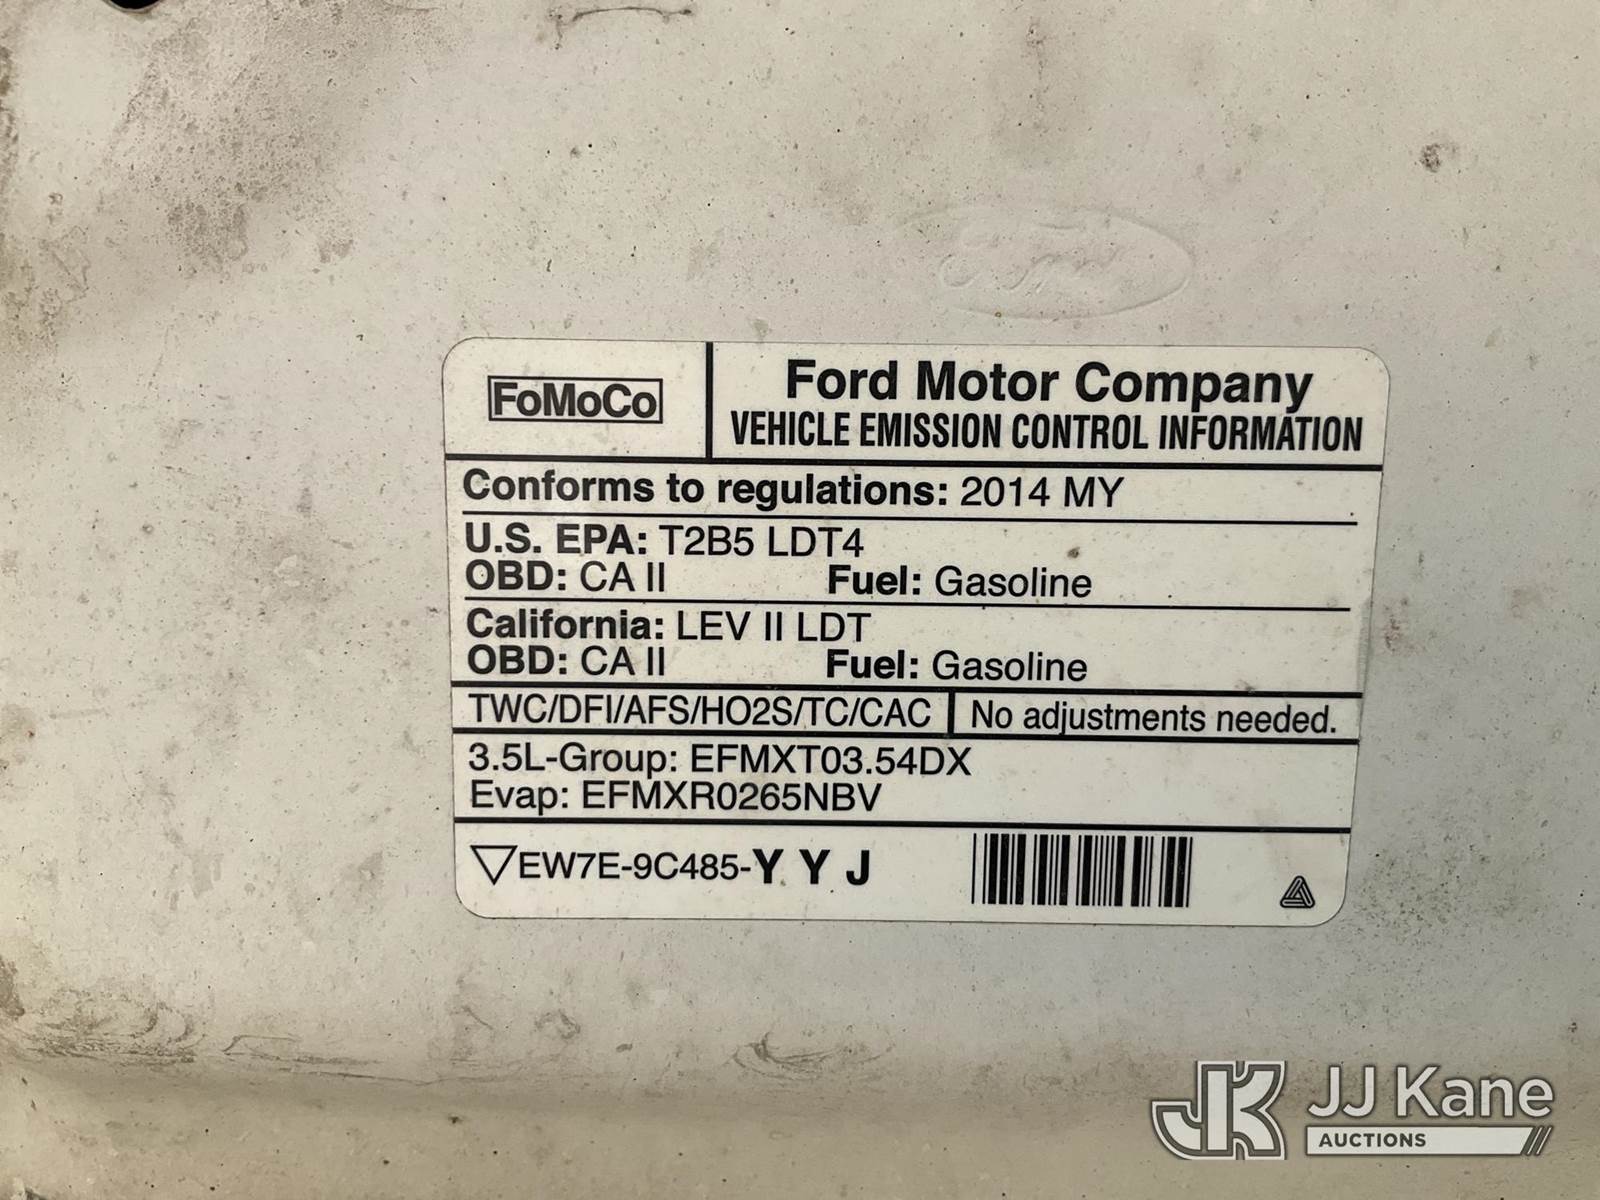 Ford
FoMoCo
Ford Motor Company
VEHICLE EMISSION CONTROL INFORMATION
Conforms to regulations: 2014 MY
U.S. EPA: T2B5 LDT4
OBD: CA II Fuel: Gasoline
California: LEV II LDT
OBD: CA II Fuel: Gasoline
TWC/DFI/AFS/HO2S/TC/CAC No adjustments needed.
3.5L-Group: EFMXT03.54DX
Evap: EFMXR0265NBV
EW7E-9C485-Y Y J
JK JJ Kane
AUCTIONS